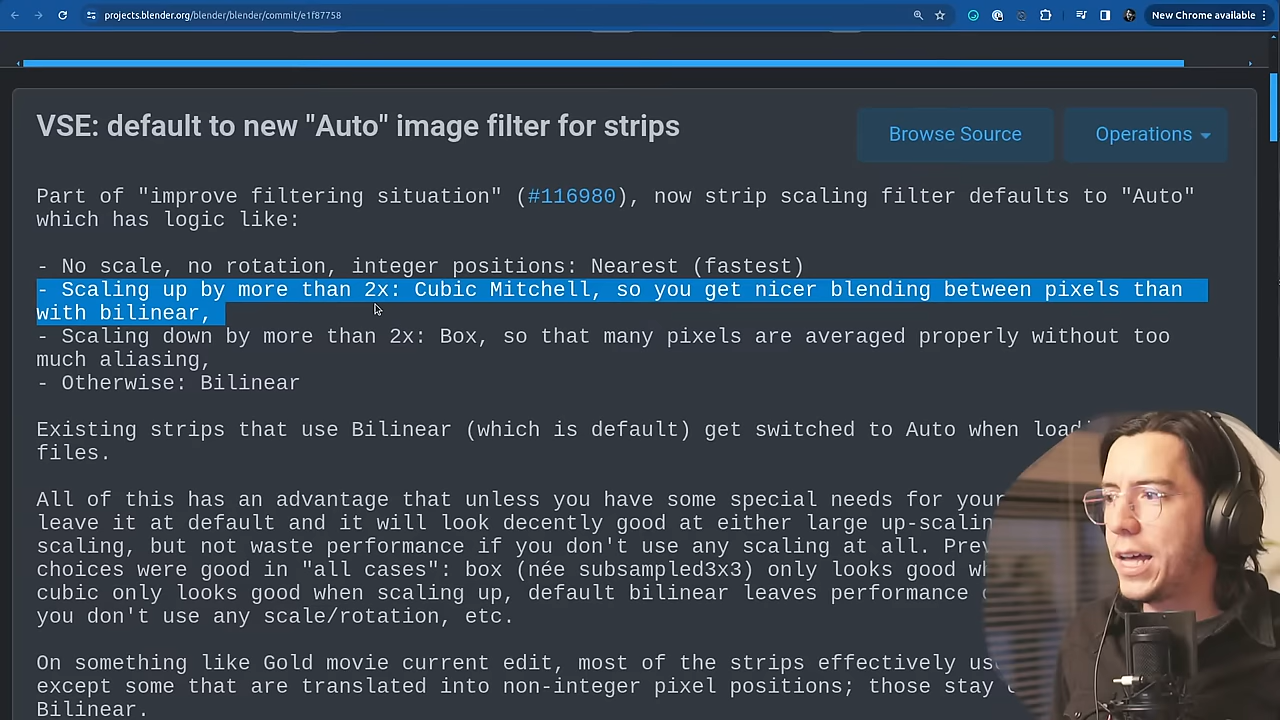 projects.blender.org/blender/blender/commit/e1f87758
New Chrome available
VSE: default to new "Auto" image filter for strips
Browse Source
Operations
Part of "improve filtering situation" (#116980), now strip scaling filter defaults to "Auto"
which has logic like:
- No scale, no rotation, integer positions: Nearest (fastest)
- Scaling up by more than 2x: Cubic Mitchell, so you get nicer blending between pixels than
with bilinear,
- Scaling down by more than 2x: Box, so that many pixels are averaged properly without too
much aliasing,
- Otherwise: Bilinear
Existing strips that use Bilinear (which is default) get switched to Auto when
files.
All of this has an advantage that unless you have some special needs for
leave it at default and it will look decently good at either large
scaling, but not waste performance if you don't use any scaling at all.
choices were good in "all cases": box (née subsampled3x3) only looks good
cubic only looks good when scaling up, default bilinear leaves performance
you don't use any scale/rotation, etc.
On something like Gold movie current edit, most of the strips effectively
except some that are translated into non-integer pixel positions; those stay
Bilinear.